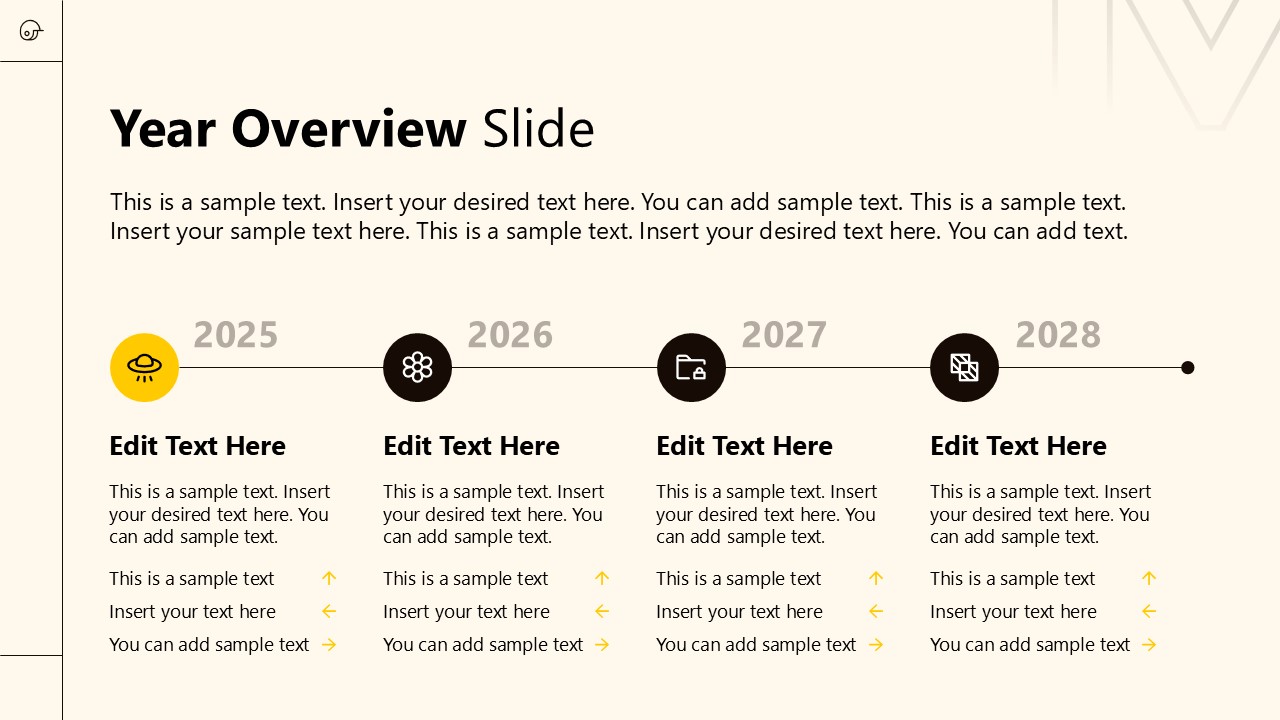 Year Overview Slide
This is a sample text. Insert your desired text here. You can add sample text. This is a sample text.
Insert your sample text here. This is a sample text. Insert your desired text here. You can add text.
2025
Edit Text Here
This is a sample text. Insert
your desired text here. You
can add sample text.
This is a sample text
Insert your text here
You can add sample text
2026
Edit Text Here
This is a sample text. Insert
your desired text here. You
can add sample text.
This is a sample text
Insert your text here
You can add sample text
2027
Edit Text Here
This is a sample text. Insert
your desired text here. You
can add sample text.
This is a sample text
Insert your text here
You can add sample text
2028
Edit Text Here
This is a sample text. Insert
your desired text here. You
can add sample text.
This is a sample text
Insert your text here
You can add sample text